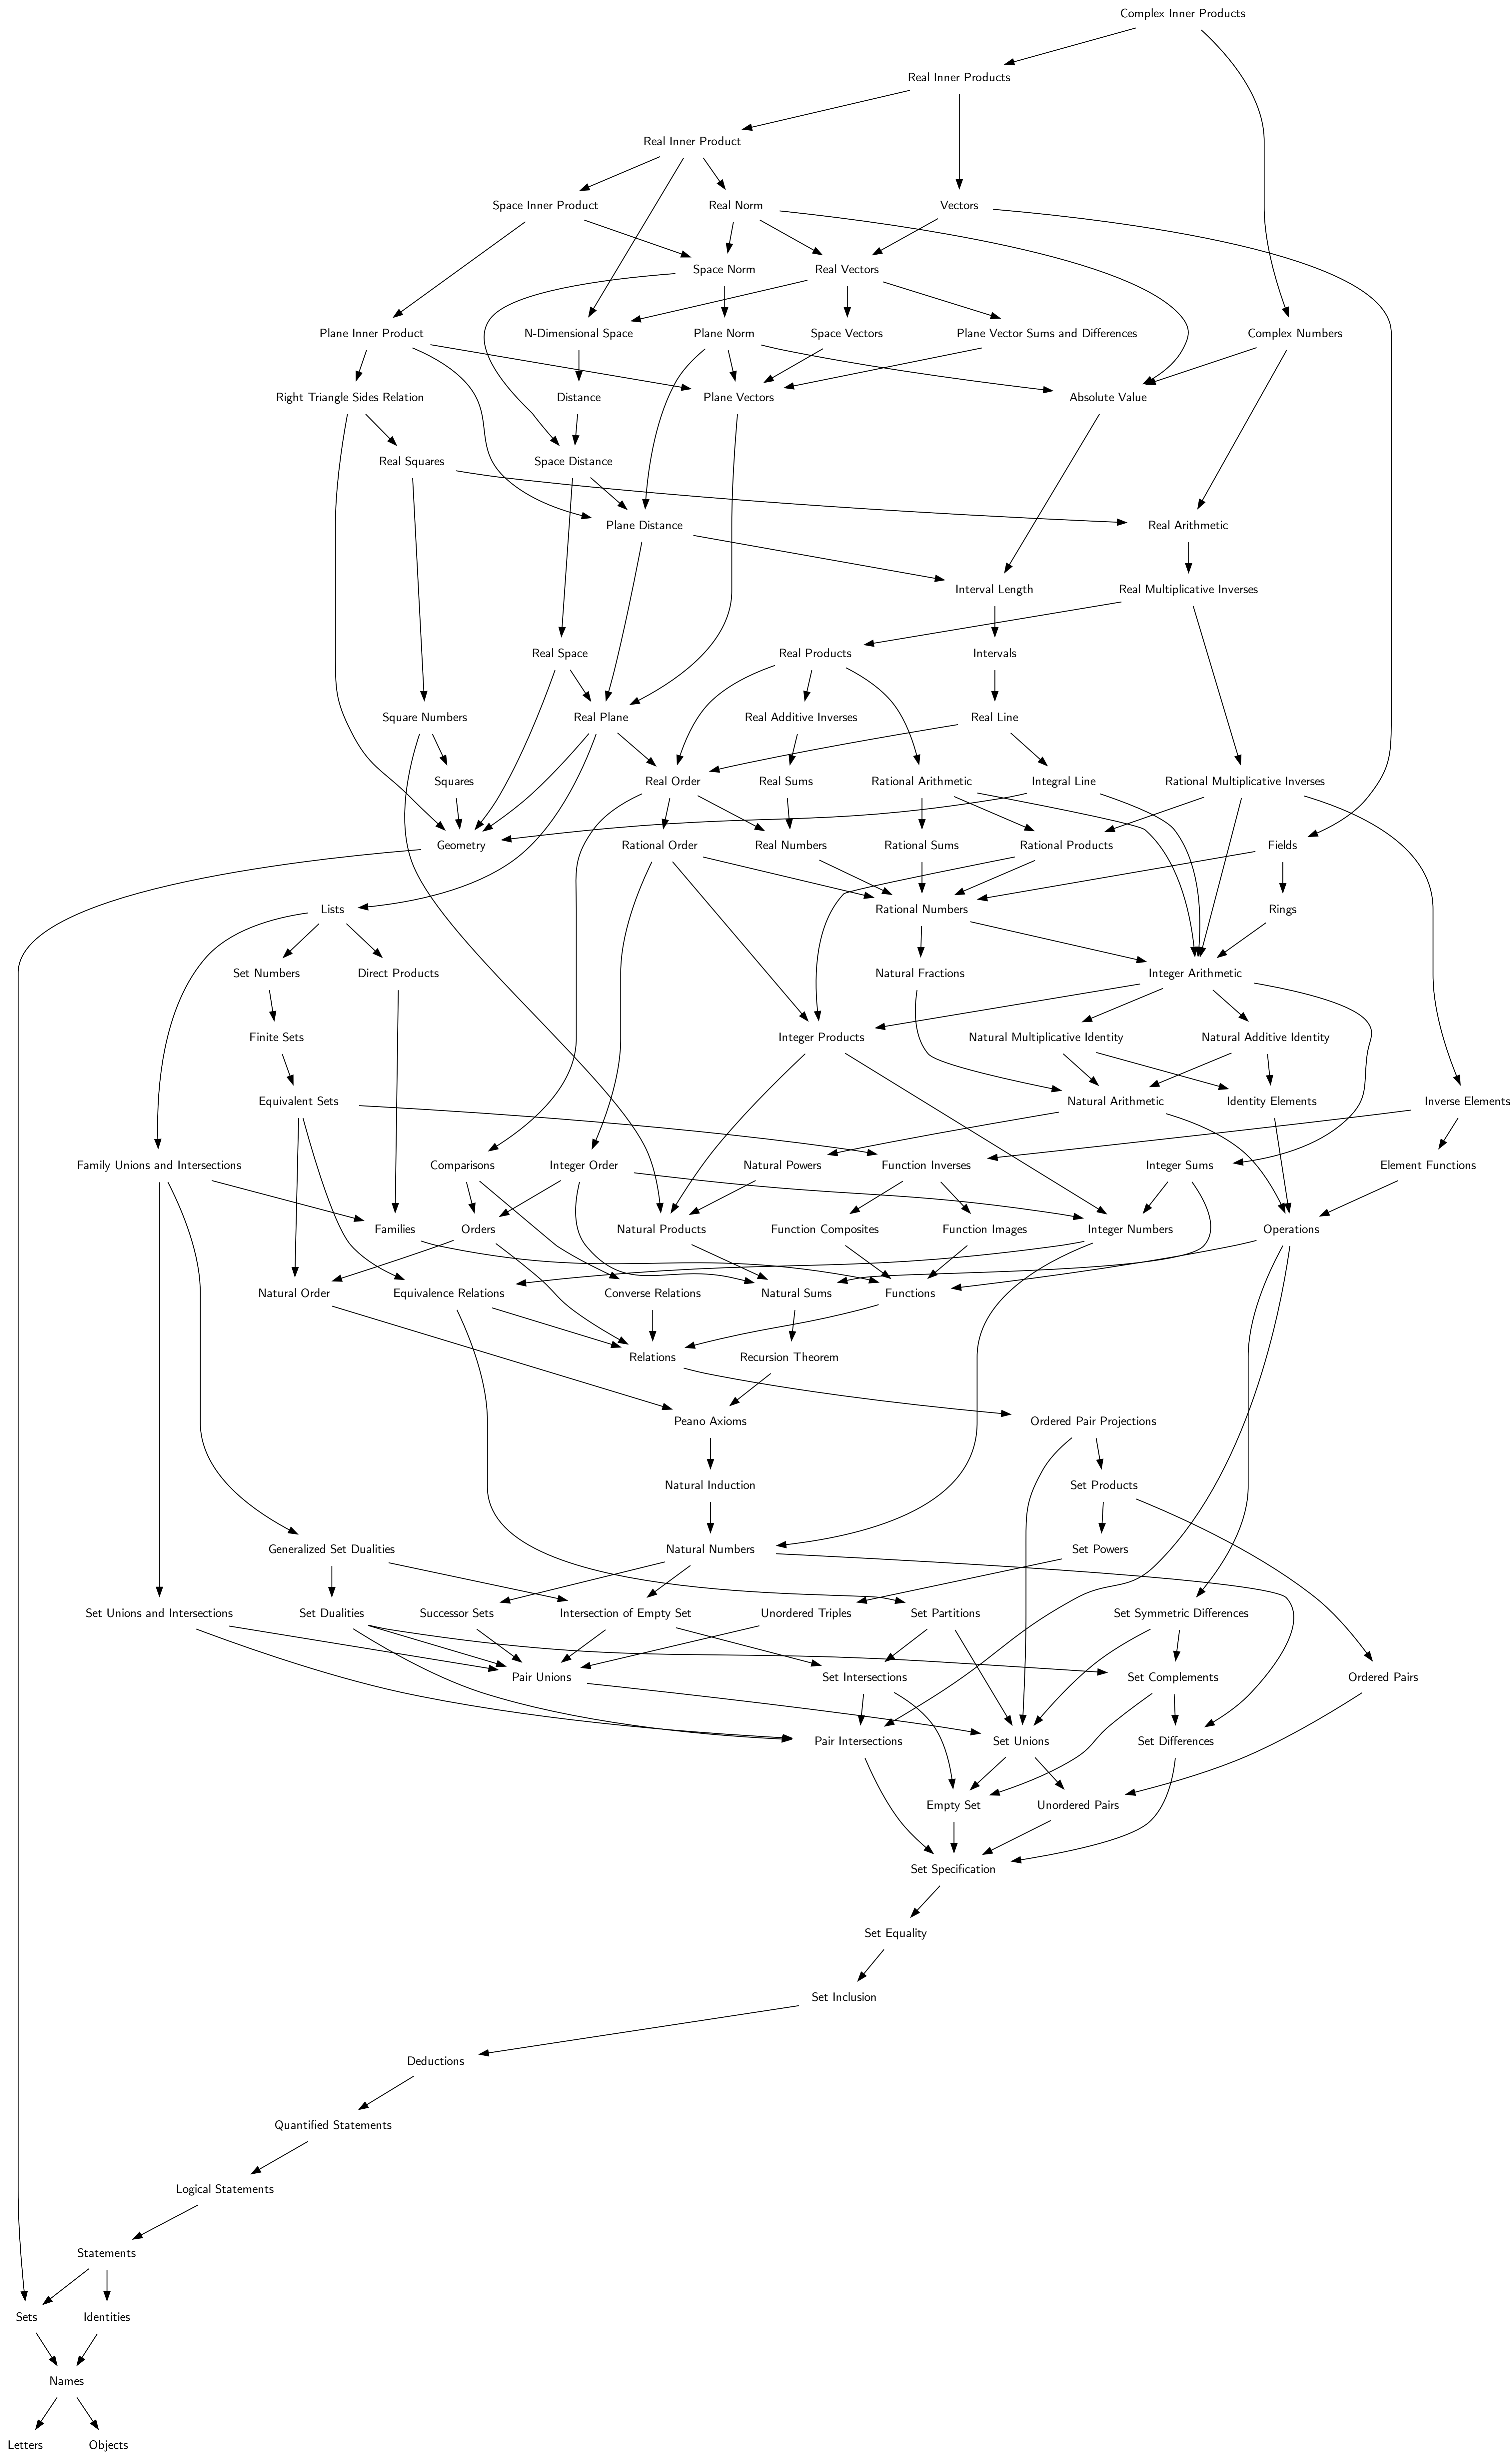 Complex Inner Products
Real Inner Products
Real Inner Product
Space Inner Product
Real Norm
Vectors
Space Norm
Real Vectors
Plane Inner Product
N-Dimensional Space
Plane Norm
Space Vectors
Plane Vector Sums and Differences
Complex Numbers
Right Triangle Sides Relation
Distance
Plane Vectors
Absolute Value
Real Squares
Space Distance
Plane Distance
Real Arithmetic
Interval Length
Real Multiplicative Inverses
Real Space
Real Products
Intervals
Square Numbers
Real Plane
Real Additive Inverses
Real Line
Squares
Real Order
Real Sums
Rational Arithmetic
Integral Line
Rational Multiplicative Inverses
Geometry
Rational Order
Real Numbers
Rational Sums
Rational Products
Fields
Lists
Rational Numbers
Rings
Set Numbers
Direct Products
Natural Fractions
Integer Arithmetic
Finite Sets
Integer Products
Natural Multiplicative Identity
Natural Additive Identity
Equivalent Sets
Natural Arithmetic
Identity Elements
Inverse Elements
Family Unions and Intersections
Comparisons
Integer Order
Natural Powers
Function Inverses
Integer Sums
Element Functions
Families
Orders
Natural Products
Function Composites
Function Images
Integer Numbers
Operations
Natural Order
Equivalence Relations
Converse Relations
Natural Sums
Functions
Relations
Recursion Theorem
Peano Axioms
Ordered Pair Projections
Natural Induction
Set Products
Generalized Set Dualities
Natural Numbers
Set Powers
Set Unions and Intersections
Set Dualities
Successor Sets
Intersection of Empty Set
Unordered Triples
Set Partitions
Set Symmetric Differences
Pair Unions
Set Intersections
Set Complements
Ordered Pairs
Pair Intersections
Set Unions
Set Differences
Empty Set
Unordered Pairs
Set Specification
Set Equality
Set Inclusion
Deductions
Quantified Statements
Logical Statements
Statements
Sets
Identities
Names
Letters
Objects